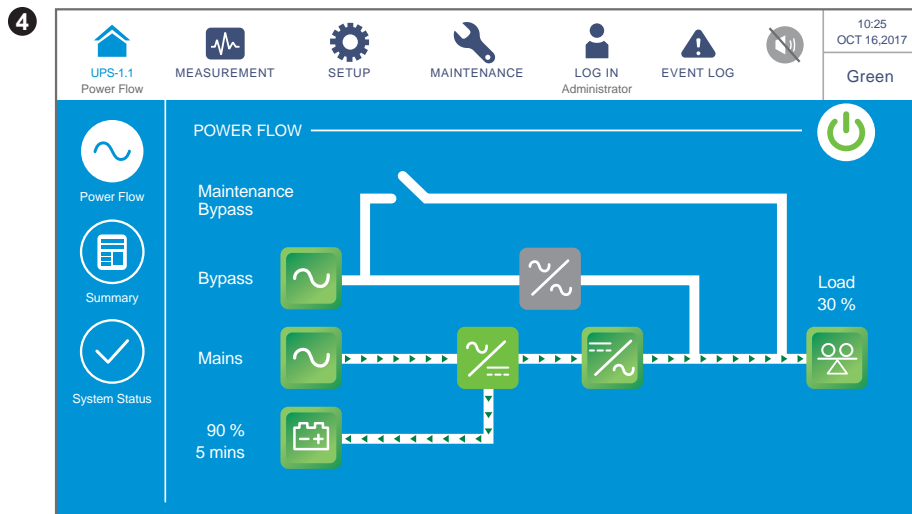 4
10:25
OCT 16,2017
UPS-1.1
Power Flow
MEASUREMENT
SETUP
MAINTENANCE
LOG IN
Administrator
EVENT LOG
Green
POWER FLOW
Power Flow
Summary
System Status
Maintenance
Bypass
Bypass
Load
30 %
Mains
90 %
5 mins